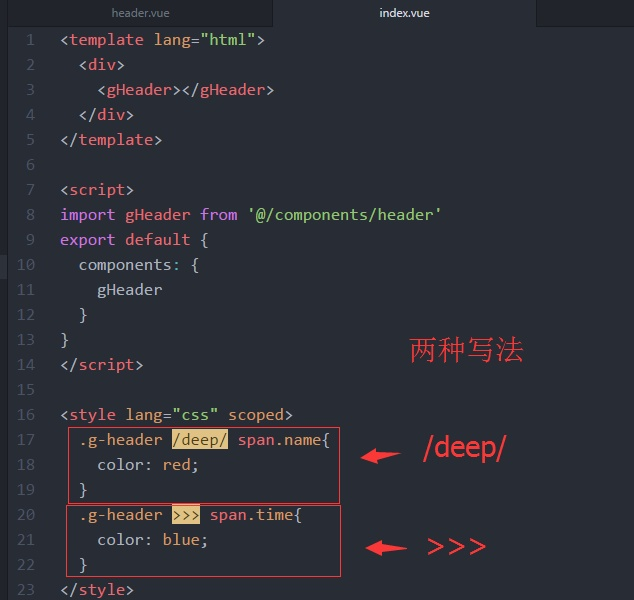 header.vue index.vue
1 <template lang="html">
2   <div>
3     <gHeader></gHeader>
4   </div>
5 </template>
6
7 <script>
8 import gHeader from '@/components/header'
9 export default {
10   components: {
11     gHeader
12   }
13 }
两种写法
14 </script>
15
16 <style lang="css" scoped>
17   .g-header /deep/ span.name{
/deep/
18     color: red;
19   }
20   .g-header >>> span.time{
21     color: blue;
>>>
22   }
23 </style>